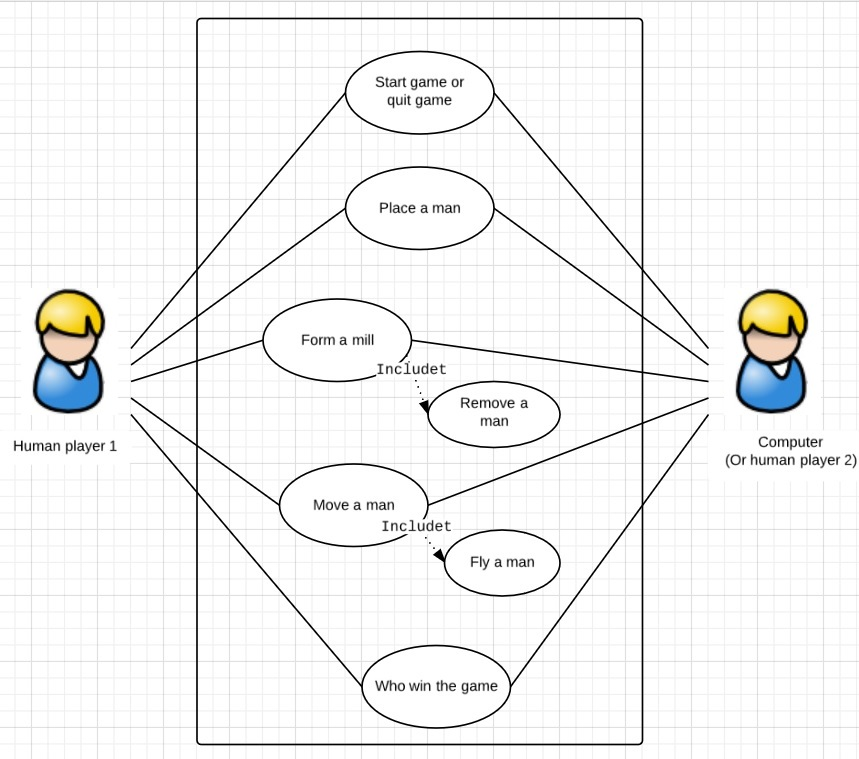 Start game or
quit game
Place a man
Form a mill
Includet
Remove a
man
Human player 1
Computer
(Or human player 2)
Move a man
Includet
Fly a man
Who win the game